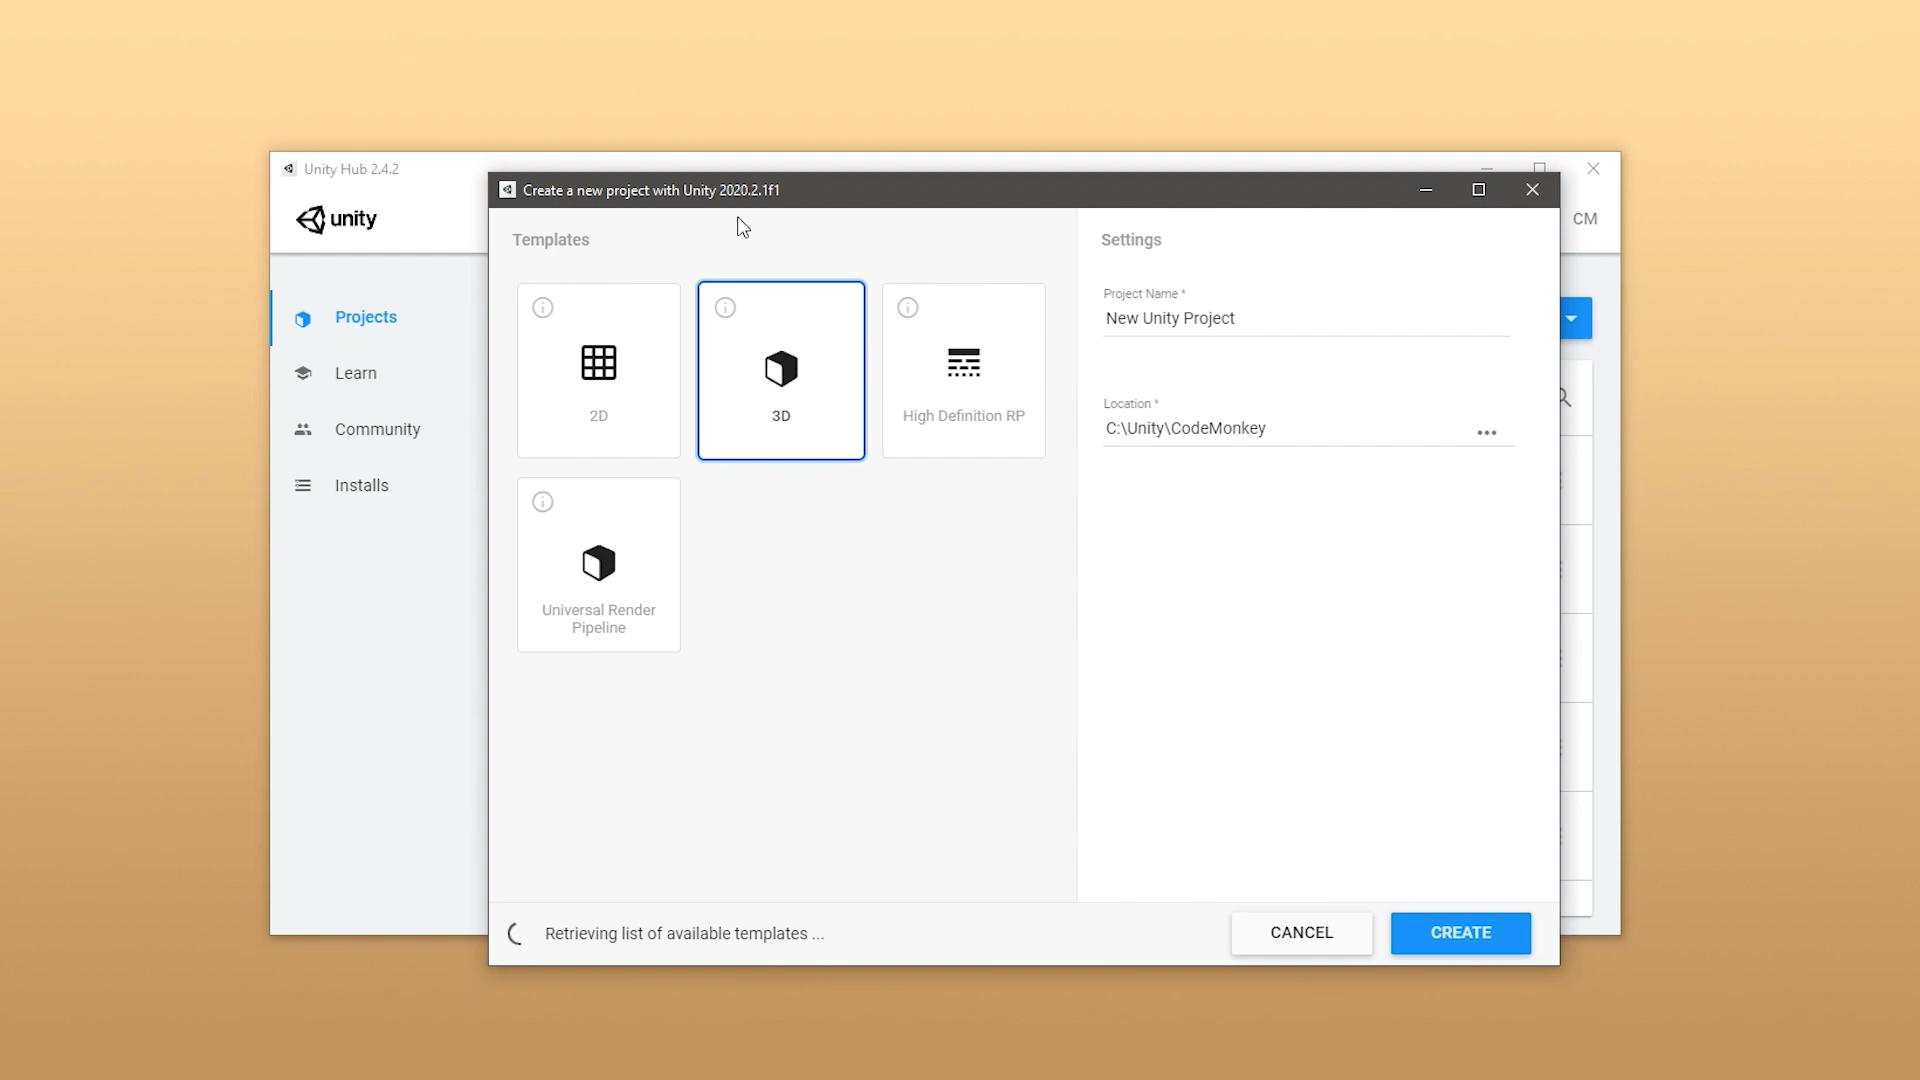 Unity Hub 2.4.2
unity
CM
Projects
Learn
Community
Installs
Create a new project with Unity 2020.2.1f1
Templates
2D
3D
High Definition RP
Universal Render
Pipeline
Settings
Project Name *
New Unity Project
Location *
C:\Unity\CodeMonkey
Retrieving list of available templates ...
CANCEL
CREATE